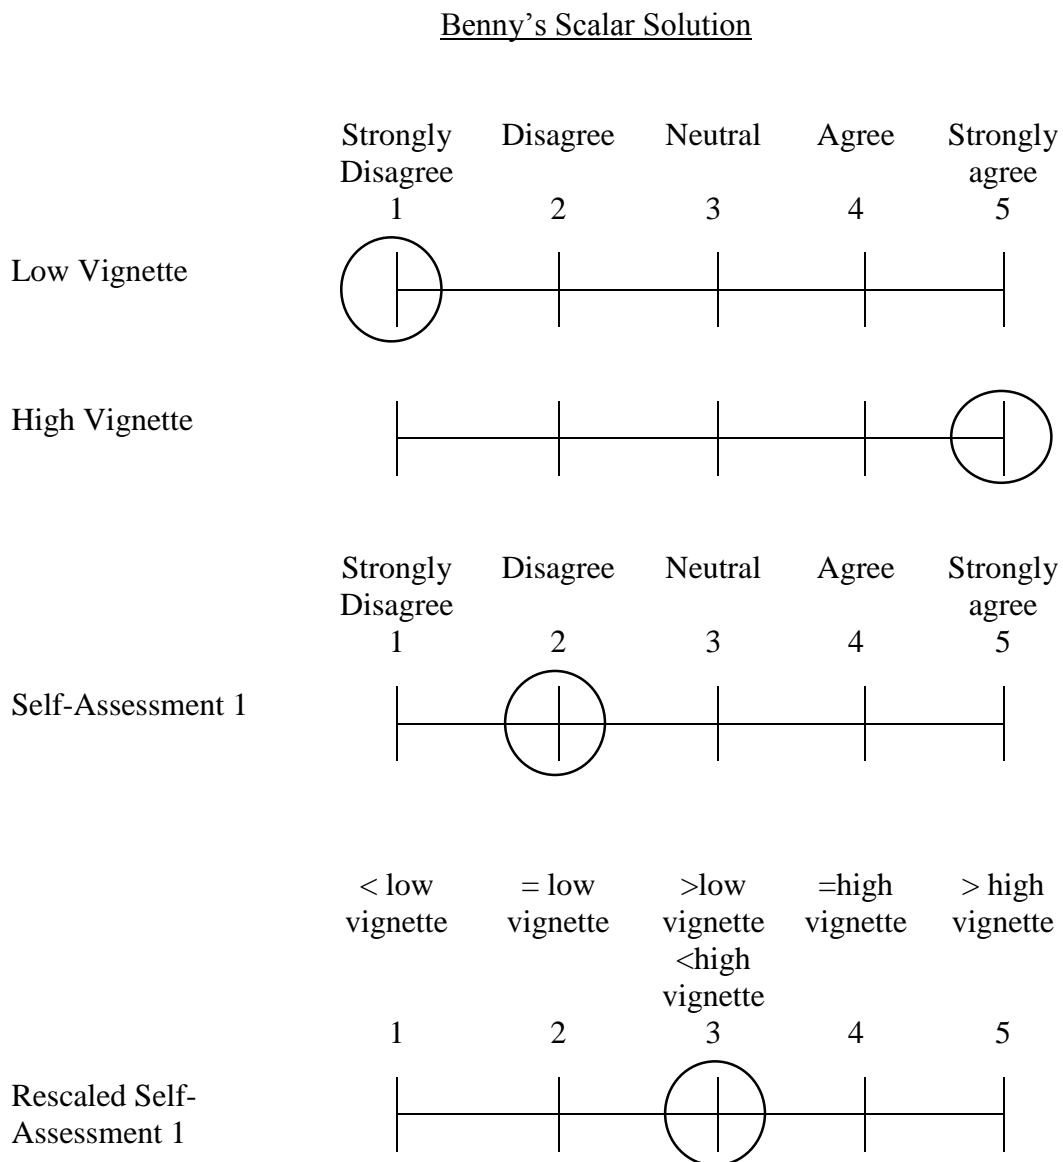 Benny's Scalar Solution
Strongly Disagree Neutral Agree Strongly
Disagree agree
1 2 3 4 5
Low Vignette
High Vignette
Strongly Disagree Neutral Agree Strongly
Disagree agree
1 2 3 4 5
Self-Assessment 1
< low = low >low =high > high
vignette vignette vignette vignette vignette
<high
vignette
1 2 3 4 5
Rescaled Self-
Assessment 1